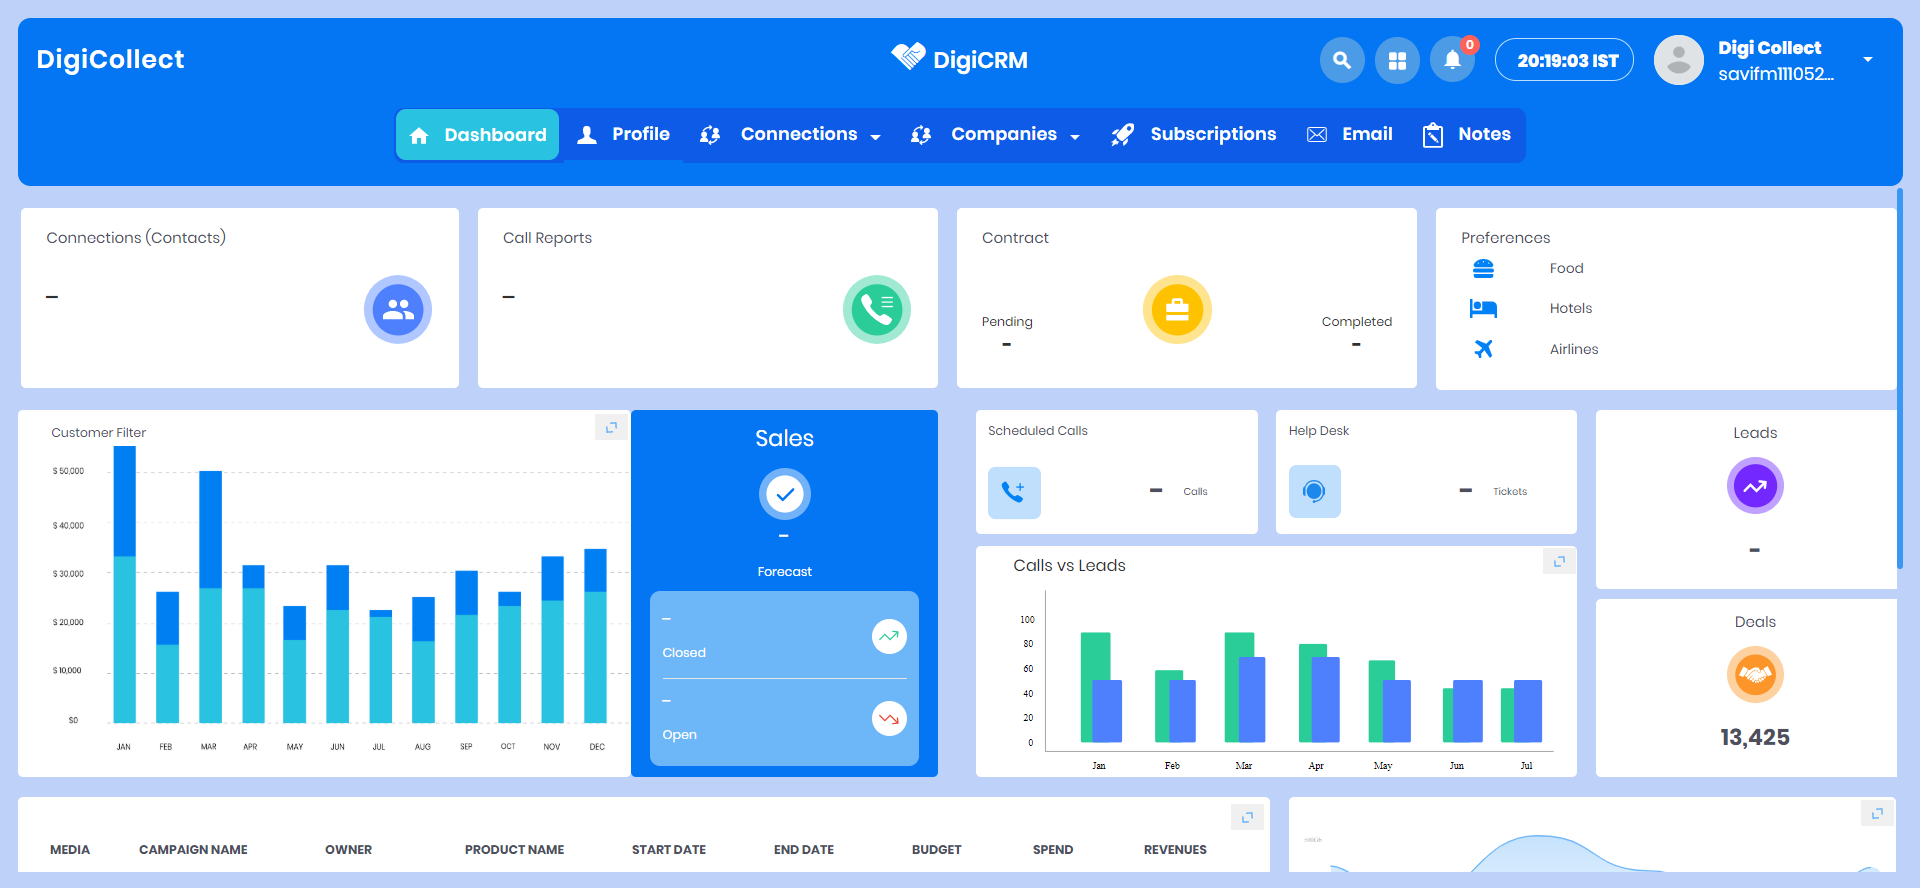 DigiCollect
DigiCRM
0
20:19:03 IST
Digi Collect
savifm111052...
Dashboard
Profile
Connections
Companies
Subscriptions
Email
Notes
Connections (Contacts)
–
Call Reports
–
Contract
Pending
-
Completed
-
Preferences
Food
Hotels
Airlines
Customer Filter
$ 50,000
$ 40,000
$ 30,000
$ 20,000
$ 10,000
$0
JAN FEB MAR APR MAY JUN JUL AUG SEP OCT NOV DEC
Sales
–
Forecast
–
Closed
–
Open
Scheduled Calls
– Calls
Help Desk
– Tickets
Leads
-
Calls vs Leads
100
80
60
40
20
0
Jan Feb Mar Apr May Jun Jul
Deals
13,425
MEDIA CAMPAIGN NAME OWNER PRODUCT NAME START DATE END DATE BUDGET SPEND REVENUES